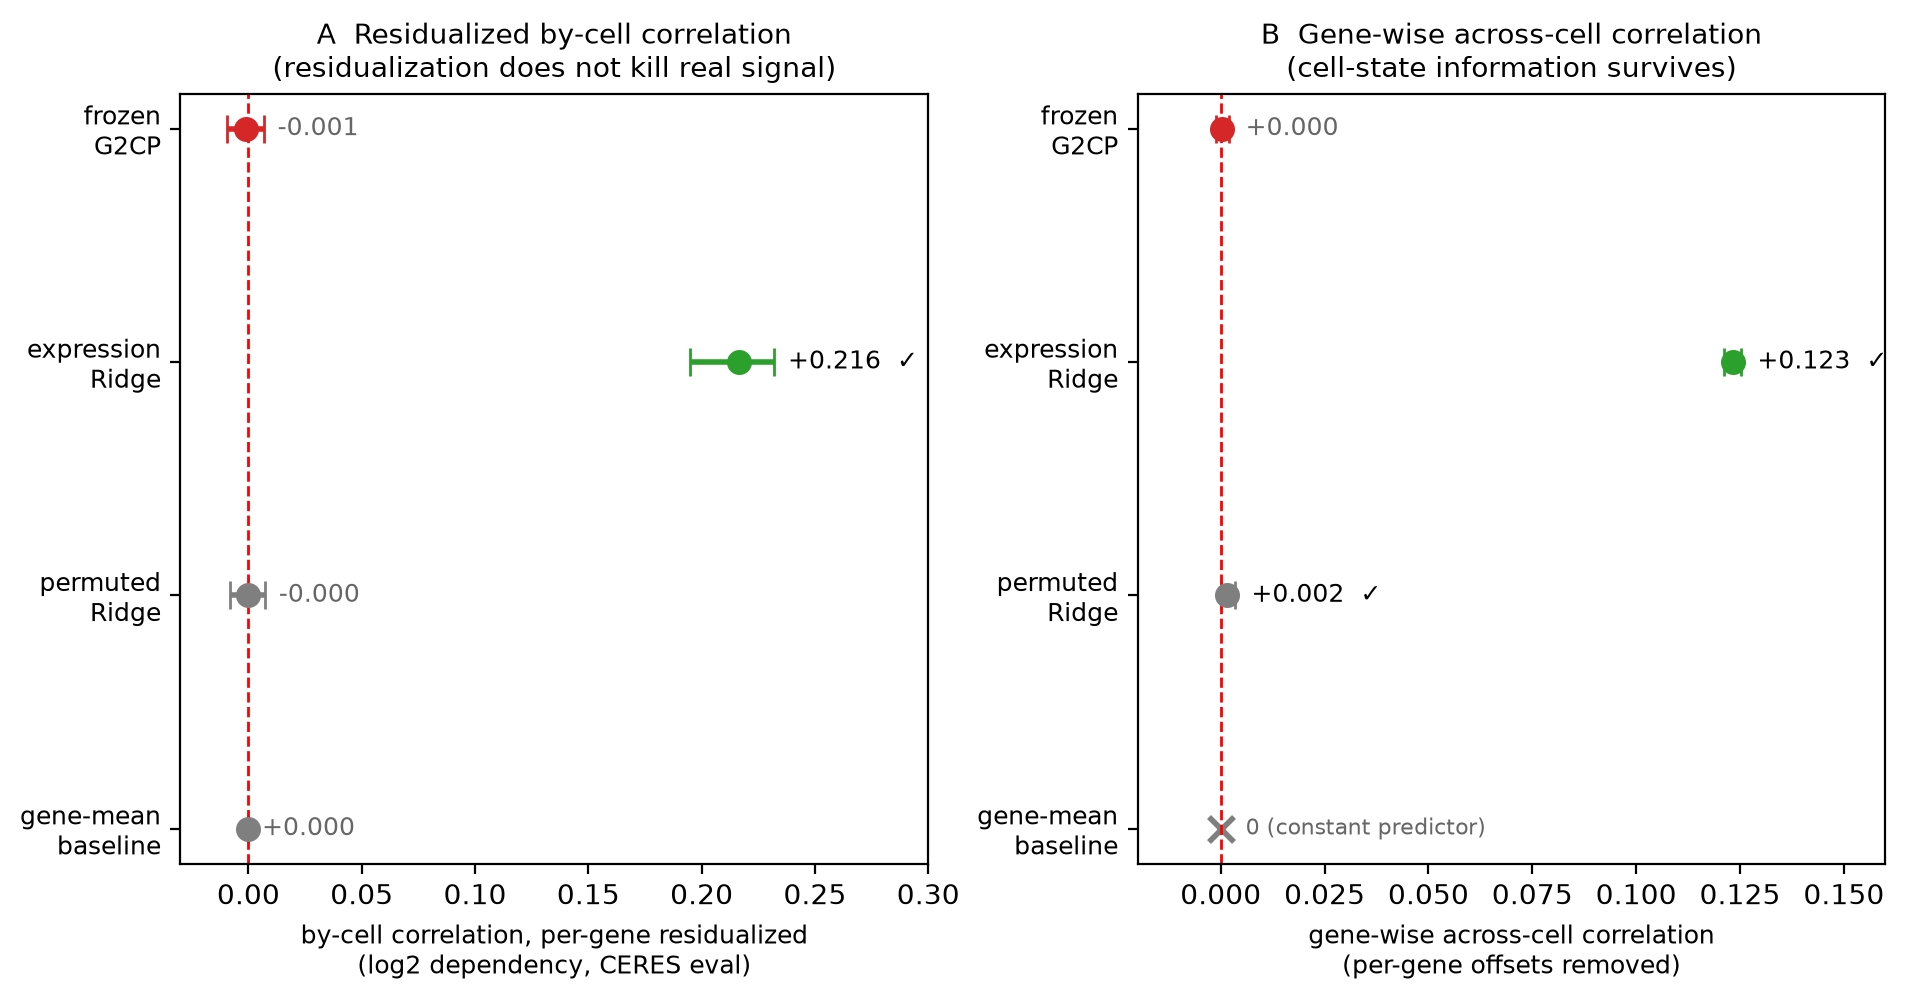 A  Residualized by-cell correlation
(residualization does not kill real signal)
frozen
G2CP
-0.001
expression
Ridge
+0.216 ✓
permuted
Ridge
-0.000
gene-mean
baseline
+0.000
0.00 0.05 0.10 0.15 0.20 0.25 0.30
by-cell correlation, per-gene residualized
(log2 dependency, CERES eval)
B  Gene-wise across-cell correlation
(cell-state information survives)
frozen
G2CP
+0.000
expression
Ridge
+0.123 ✓
permuted
Ridge
+0.002 ✓
gene-mean
baseline
0 (constant predictor)
0.000 0.025 0.050 0.075 0.100 0.125 0.150
gene-wise across-cell correlation
(per-gene offsets removed)